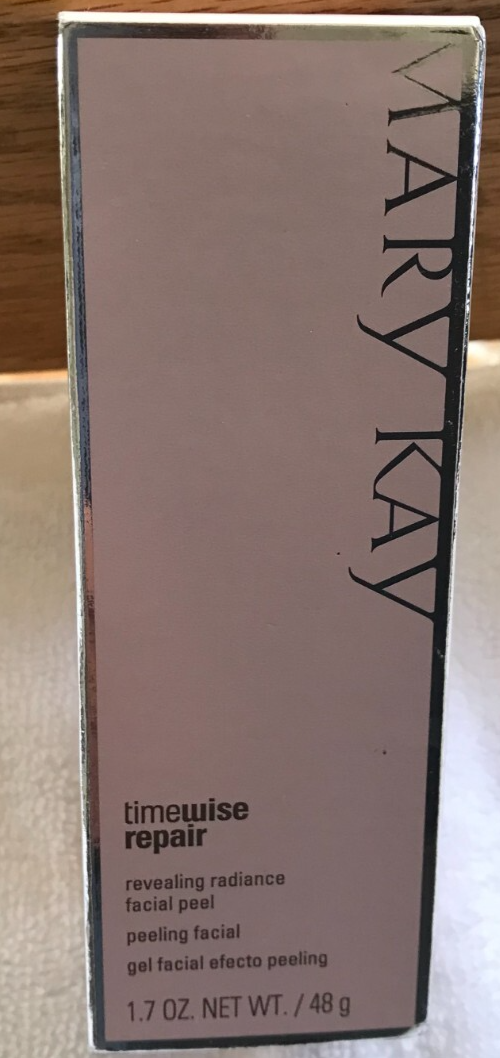 MARY KAY
timewise
repair
revealing radiance
facial peel
peeling facial
gel facial efecto peeling
1.7 OZ. NET WT. / 48 g